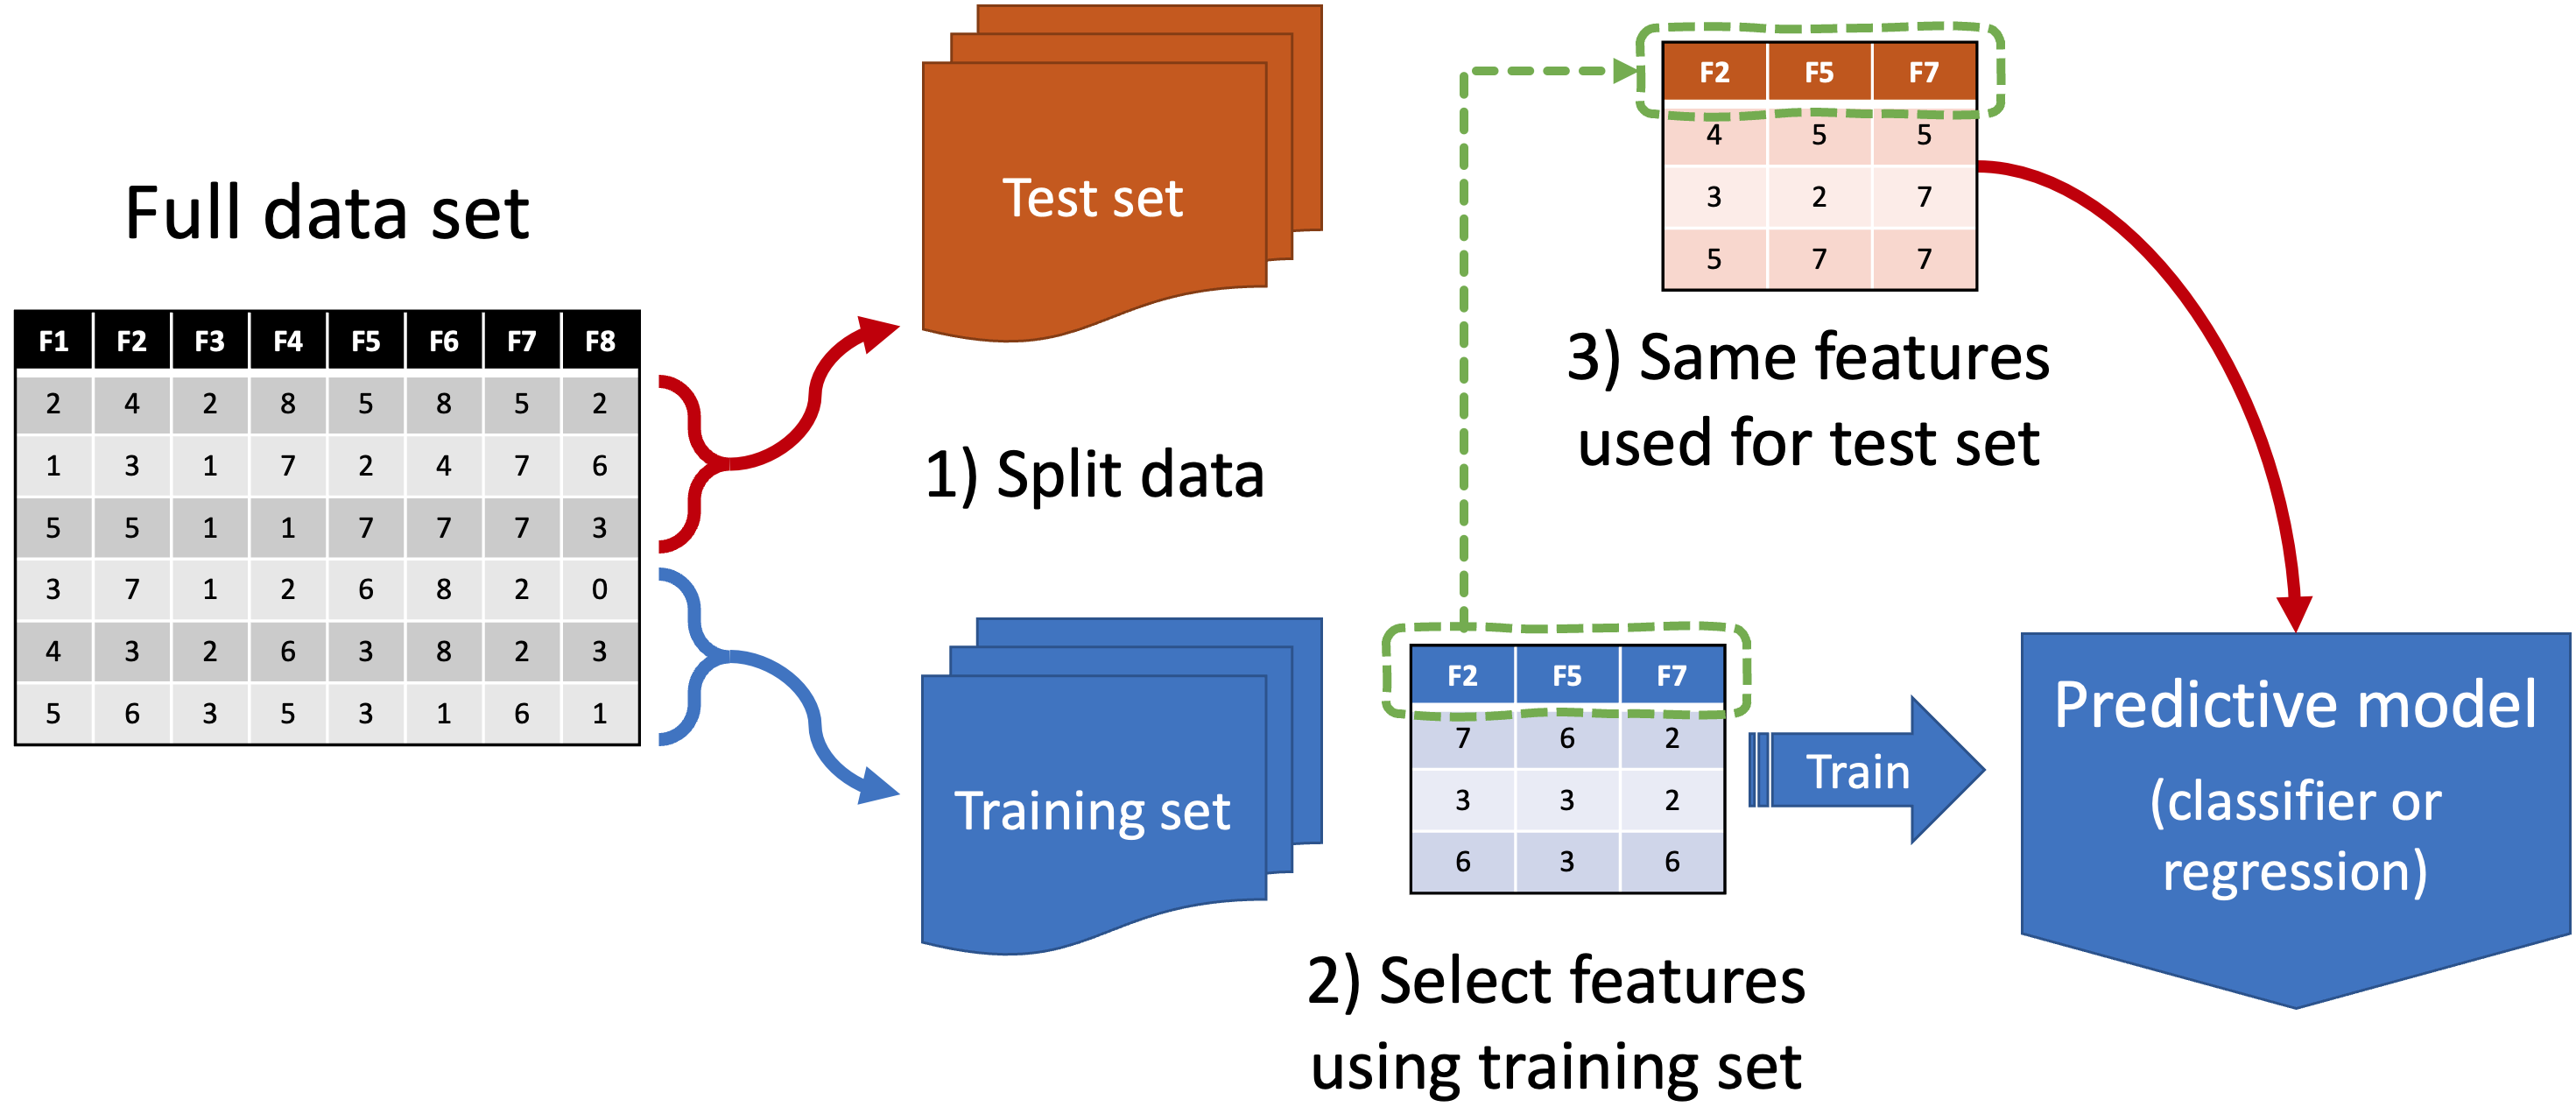 Full data set
F1 F2 F3 F4 F5 F6 F7 F8
2 4 2 8 5 8 5 2
1 3 1 7 2 4 7 6
5 5 1 1 7 7 7 3
3 7 1 2 6 8 2 0
4 3 2 6 3 8 2 3
5 6 3 5 3 1 6 1
Test set
1) Split data
Training set
F2 F5 F7
7 6 2
3 3 2
6 3 6
2) Select features
using training set
F2 F5 F7
4 5 5
3 2 7
5 7 7
3) Same features
used for test set
Train
Predictive model
(classifier or
regression)